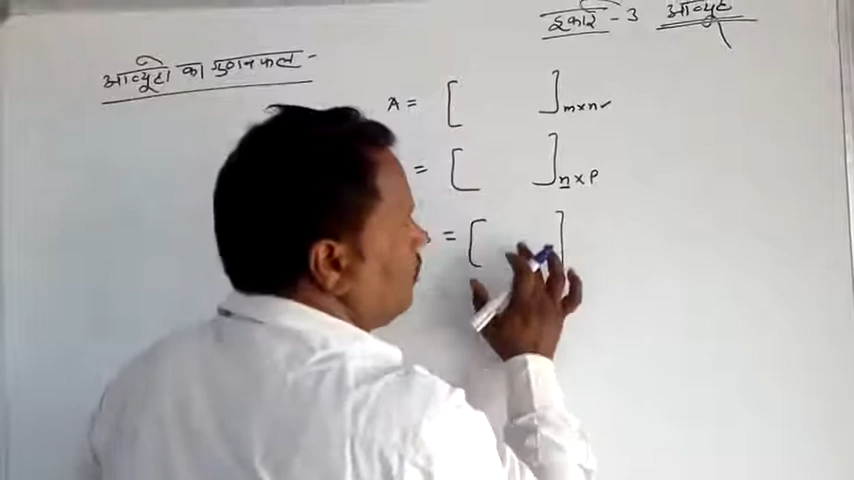 इकाई - 3 आव्यूह
आव्यूहों का गुणनफल -
A = [ ]m×n
= [ ]n×p
= [ ]